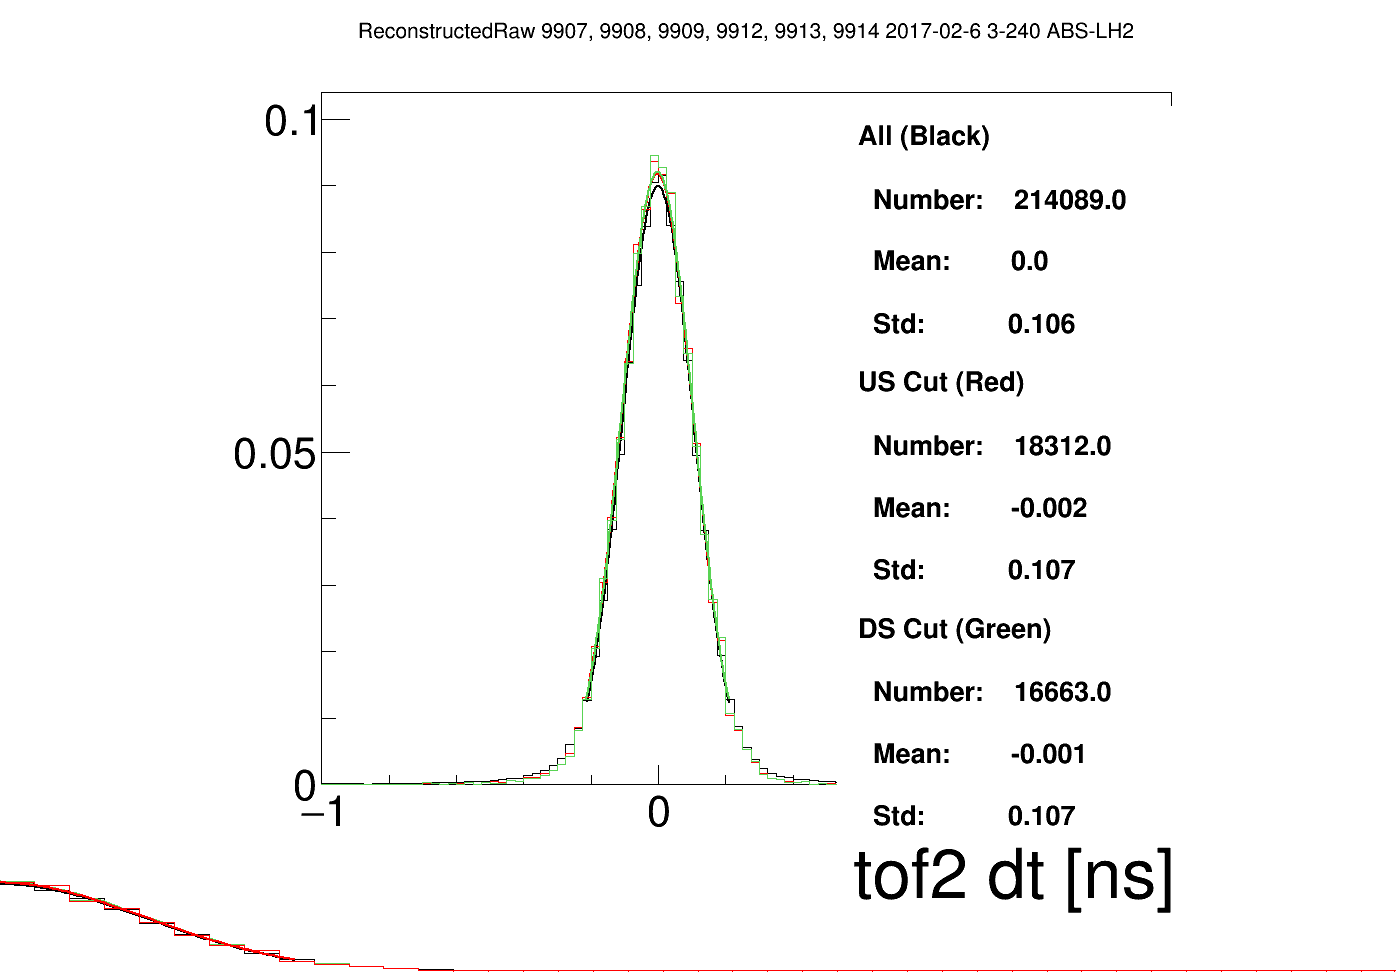 ReconstructedRaw 9907, 9908, 9909, 9912, 9913, 9914 2017-02-6 3-240 ABS-LH2
0.1
0.05
0
−1
0
All (Black)
Number: 214089.0
Mean: 0.0
Std: 0.106
US Cut (Red)
Number: 18312.0
Mean: -0.002
Std: 0.107
DS Cut (Green)
Number: 16663.0
Mean: -0.001
Std: 0.107
tof2 dt [ns]